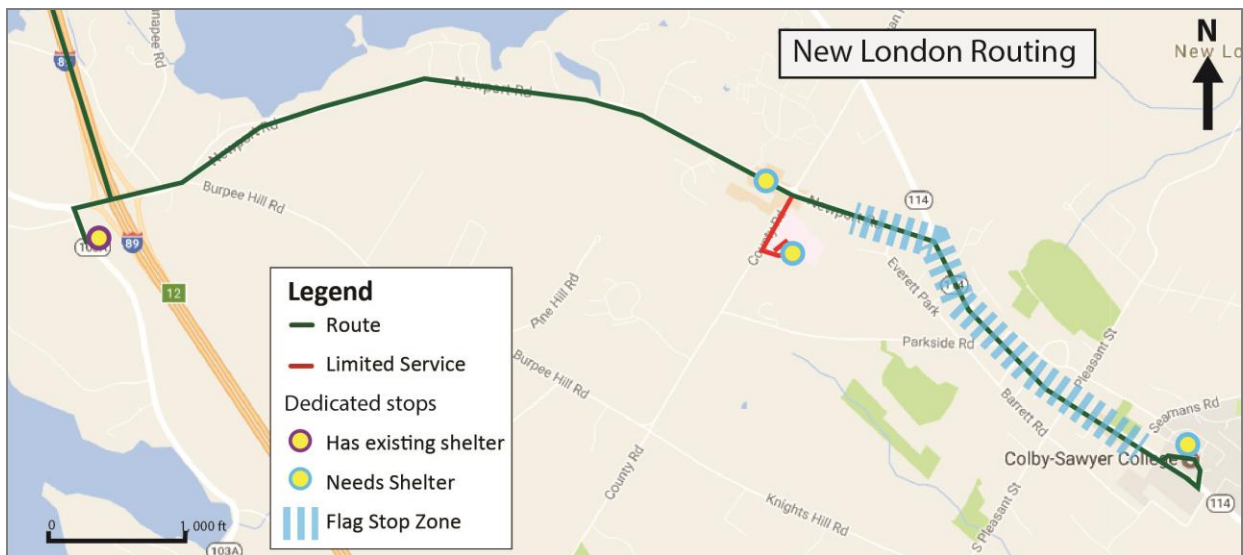 New London Routing
N
New Lo
89
Newport Rd
Newport Rd
Burpee Hill Rd
114
Newport Rd
County Rd
89
12
Everett Park
114
Pine Hill Rd
Parkside Rd
Pleasant St
Burpee Hill Rd
Barrett Rd
Seamans Rd
County Rd
Colby-Sawyer College
Knights Hill Rd
S Pleasant St
114
103A
Legend
Route
Limited Service
Dedicated stops
Has existing shelter
Needs Shelter
Flag Stop Zone
0 1,000 ft